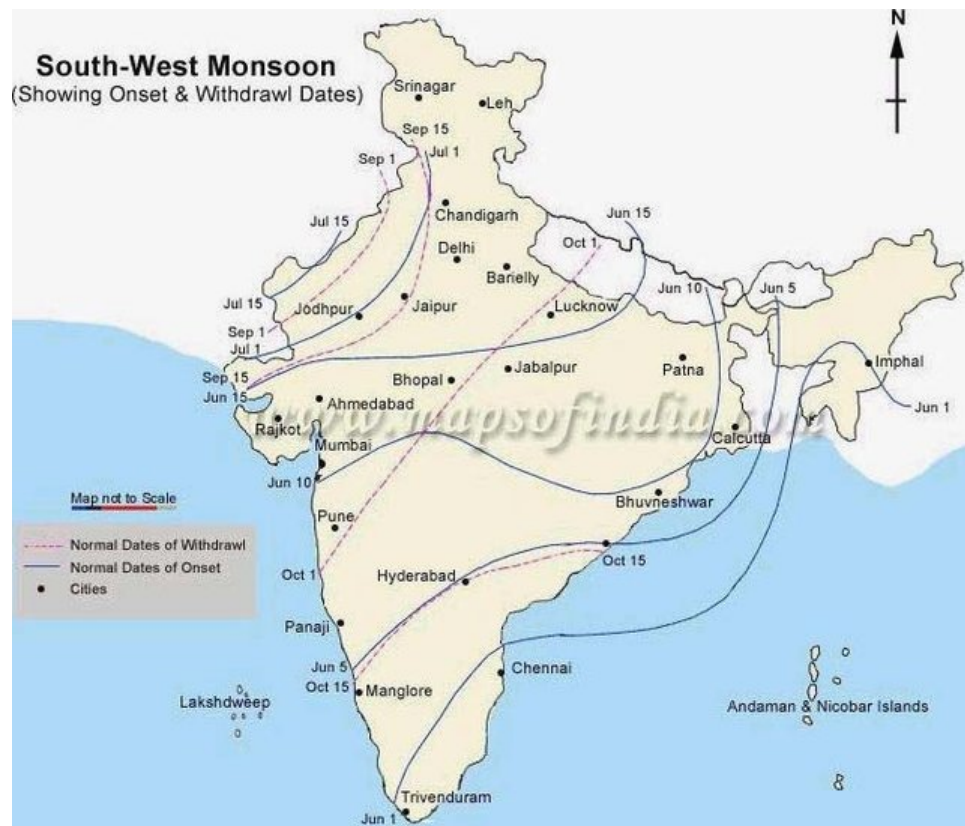 South-West Monsoon
(Showing Onset & Withdrawl Dates)
N
Srinagar
Leh
Sep 15
Jul 1
Sep 1
Chandigarh
Jul 15
Jun 15
Oct 1
Delhi
Barielly
Jun 10
Jun 5
Jul 15
Jodhpur
Jaipur
Lucknow
Sep 1
Jul 1
Imphal
Patna
Jabalpur
Bhopal
Sep 15
Jun 15
Ahmedabad
Jun 1
www.mapsofindia.com
Rajkot
Calcutta
Mumbai
Jun 10
Map not to Scale
Bhuvneshwar
Pune
Normal Dates of Withdrawl
Normal Dates of Onset
Cities
Oct 15
Oct 1
Hyderabad
Panaji
Jun 5
Chennai
Oct 15
Manglore
Lakshdweep
Andaman & Nicobar Islands
Trivenduram
Jun 1